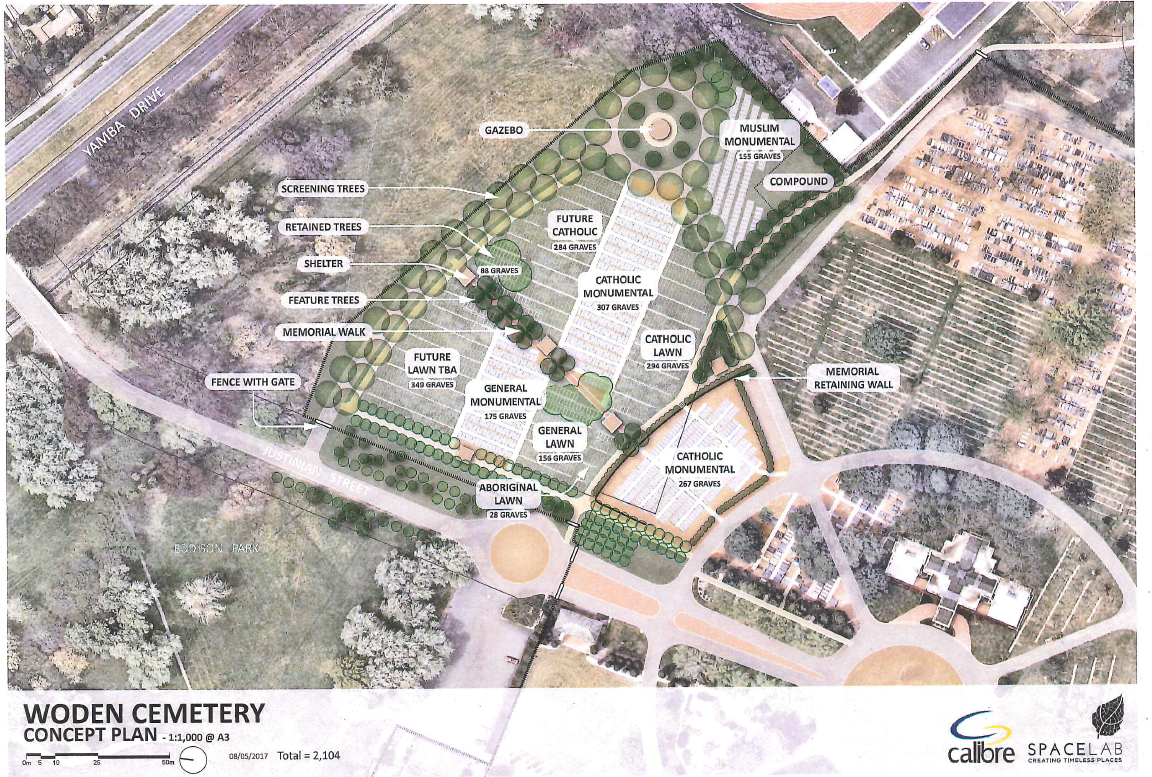 YAMBA DRIVE
GAZEBO
MUSLIM
MONUMENTAL
155 GRAVES
COMPOUND
SCREENING TREES
RETAINED TREES
SHELTER
FEATURE TREES
MEMORIAL WALK
FENCE WITH GATE
FUTURE
CATHOLIC
284 GRAVES
88 GRAVES
CATHOLIC
MONUMENTAL
307 GRAVES
CATHOLIC
LAWN
294 GRAVES
FUTURE
LAWN TBA
349 GRAVES
GENERAL
MONUMENTAL
175 GRAVES
GENERAL
LAWN
156 GRAVES
MEMORIAL
RETAINING WALL
CATHOLIC
MONUMENTAL
267 GRAVES
ABORIGINAL
LAWN
28 GRAVES
JUSTINIAN STREET
EDDISON PARK
WODEN CEMETERY
CONCEPT PLAN - 1:1,000 @ A3
0m 5 10 25 50m
08/05/2017 Total = 2,104
calibre
SPACELAB
CREATING TIMELESS PLACES